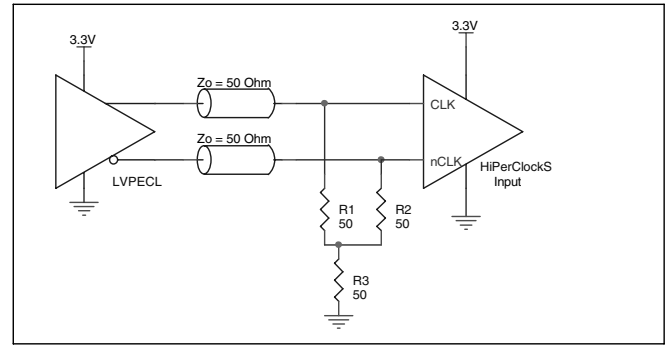 3.3V
3.3V
Zo = 50 Ohm
CLK
Zo = 50 Ohm
nCLK
HiPerClockS
Input
LVPECL
R1
50
R2
50
R3
50